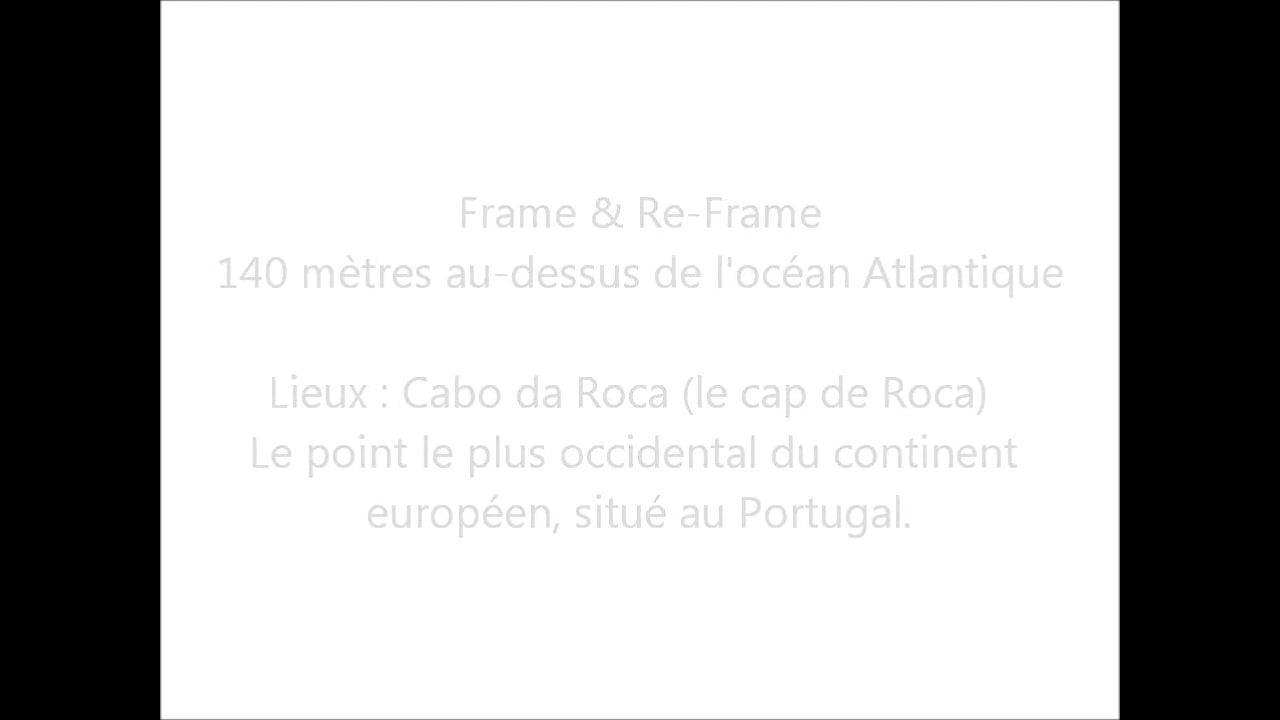 Frame & Re-Frame
140 mètres au-dessus de l'océan Atlantique
Lieux : Cabo da Roca (le cap de Roca)
Le point le plus occidental du continent
européen, situé au Portugal.